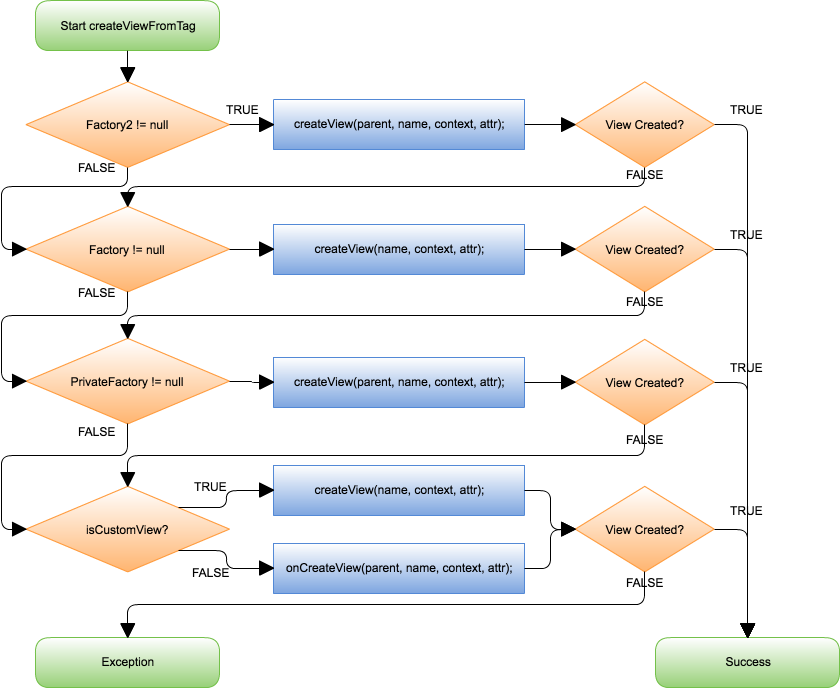 Start createViewFromTag
TRUE
TRUE
Factory2 != null
createView(parent, name, context, attr);
View Created?
FALSE
FALSE
TRUE
Factory != null
createView(name, context, attr);
View Created?
FALSE
FALSE
TRUE
PrivateFactory != null
createView(parent, name, context, attr);
View Created?
FALSE
FALSE
TRUE
createView(name, context, attr);
TRUE
isCustomView?
View Created?
FALSE
onCreateView(parent, name, context, attr);
FALSE
Exception
Success